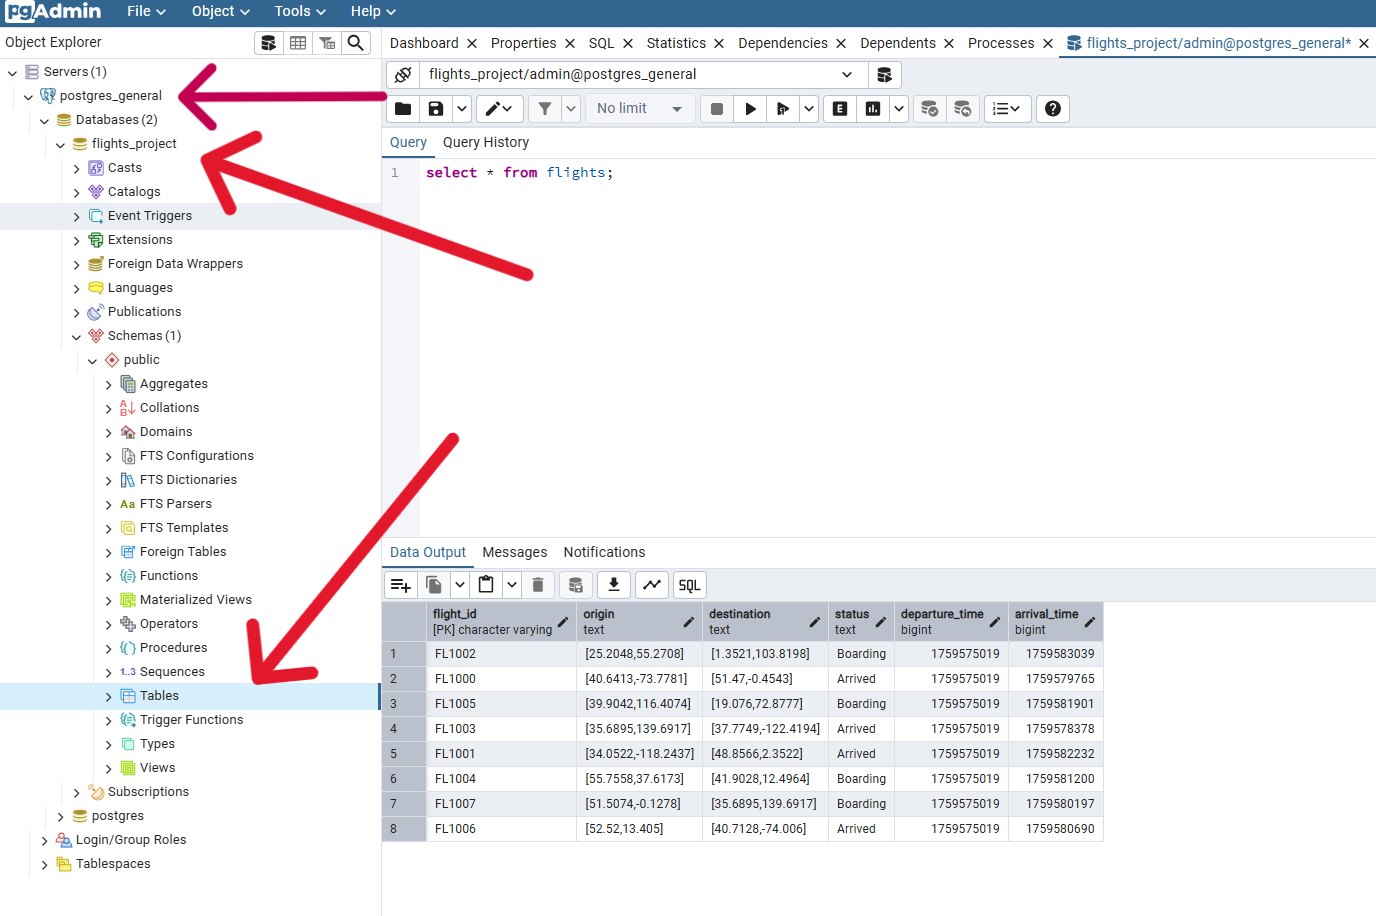 pgAdmin File Object Tools Help
Object Explorer
Dashboard Properties SQL Statistics Dependencies Dependents Processes flights_project/admin@postgres_general*
Servers (1)
postgres_general
Databases (2)
flights_project
Casts
Catalogs
Event Triggers
Extensions
Foreign Data Wrappers
Languages
Publications
Schemas (1)
public
Aggregates
Collations
Domains
FTS Configurations
FTS Dictionaries
Aa FTS Parsers
FTS Templates
Foreign Tables
Functions
Materialized Views
Operators
Procedures
1..3 Sequences
Tables
Trigger Functions
Types
Views
Subscriptions
postgres
Login/Group Roles
Tablespaces
flights_project/admin@postgres_general
No limit E
Query Query History
1 select * from flights;
Data Output Messages Notifications
SQL
flight_id origin destination status departure_time arrival_time
[PK] character varying text text text bigint bigint
1 FL1002 [25.2048,55.2708] [1.3521,103.8198] Boarding 1759575019 1759583039
2 FL1000 [40.6413,-73.7781] [51.47,-0.4543] Arrived 1759575019 1759579765
3 FL1005 [39.9042,116.4074] [19.076,72.8777] Boarding 1759575019 1759581901
4 FL1003 [35.6895,139.6917] [37.7749,-122.4194] Arrived 1759575019 1759578378
5 FL1001 [34.0522,-118.2437] [48.8566,2.3522] Arrived 1759575019 1759582232
6 FL1004 [55.7558,37.6173] [41.9028,12.4964] Boarding 1759575019 1759581200
7 FL1007 [51.5074,-0.1278] [35.6895,139.6917] Boarding 1759575019 1759580197
8 FL1006 [52.52,13.405] [40.7128,-74.006] Arrived 1759575019 1759580690